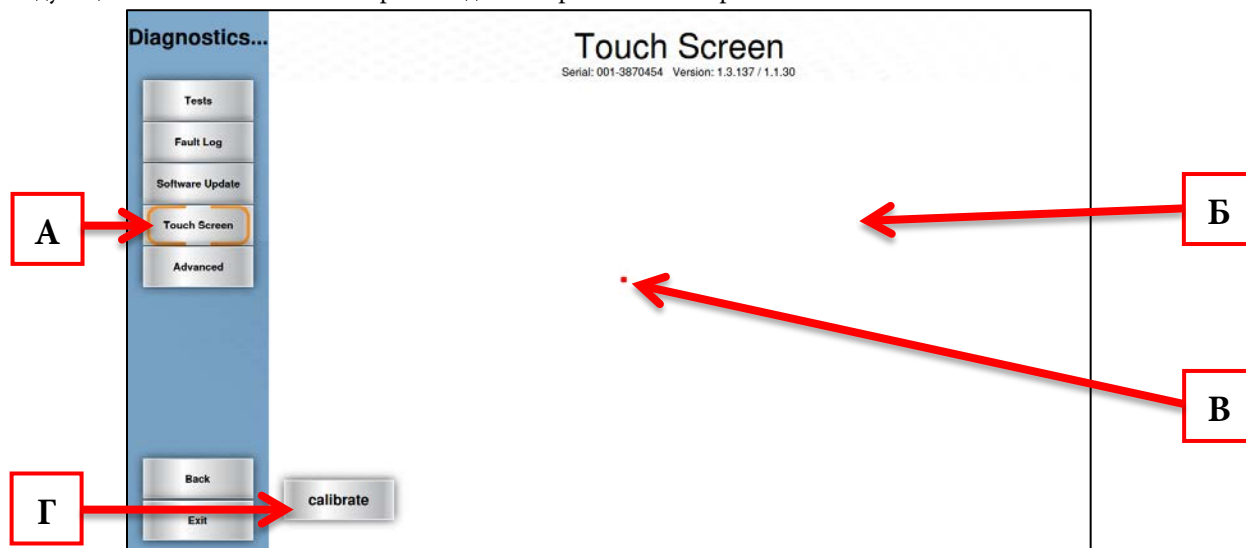 Diagnostics...
Touch Screen
Serial: 001-3870454 Version: 1.3.137 / 1.1.30
Tests
Fault Log
Software Update
Touch Screen
Advanced
А
Б
В
Back
calibrate
Exit
Г